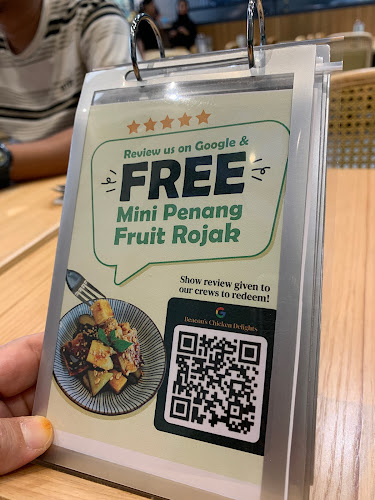 Review us on Google &
FREE
Mini Penang
Fruit Rojak
Show review given to
our crews to redeem!
G
Deacon's Chicken Delights